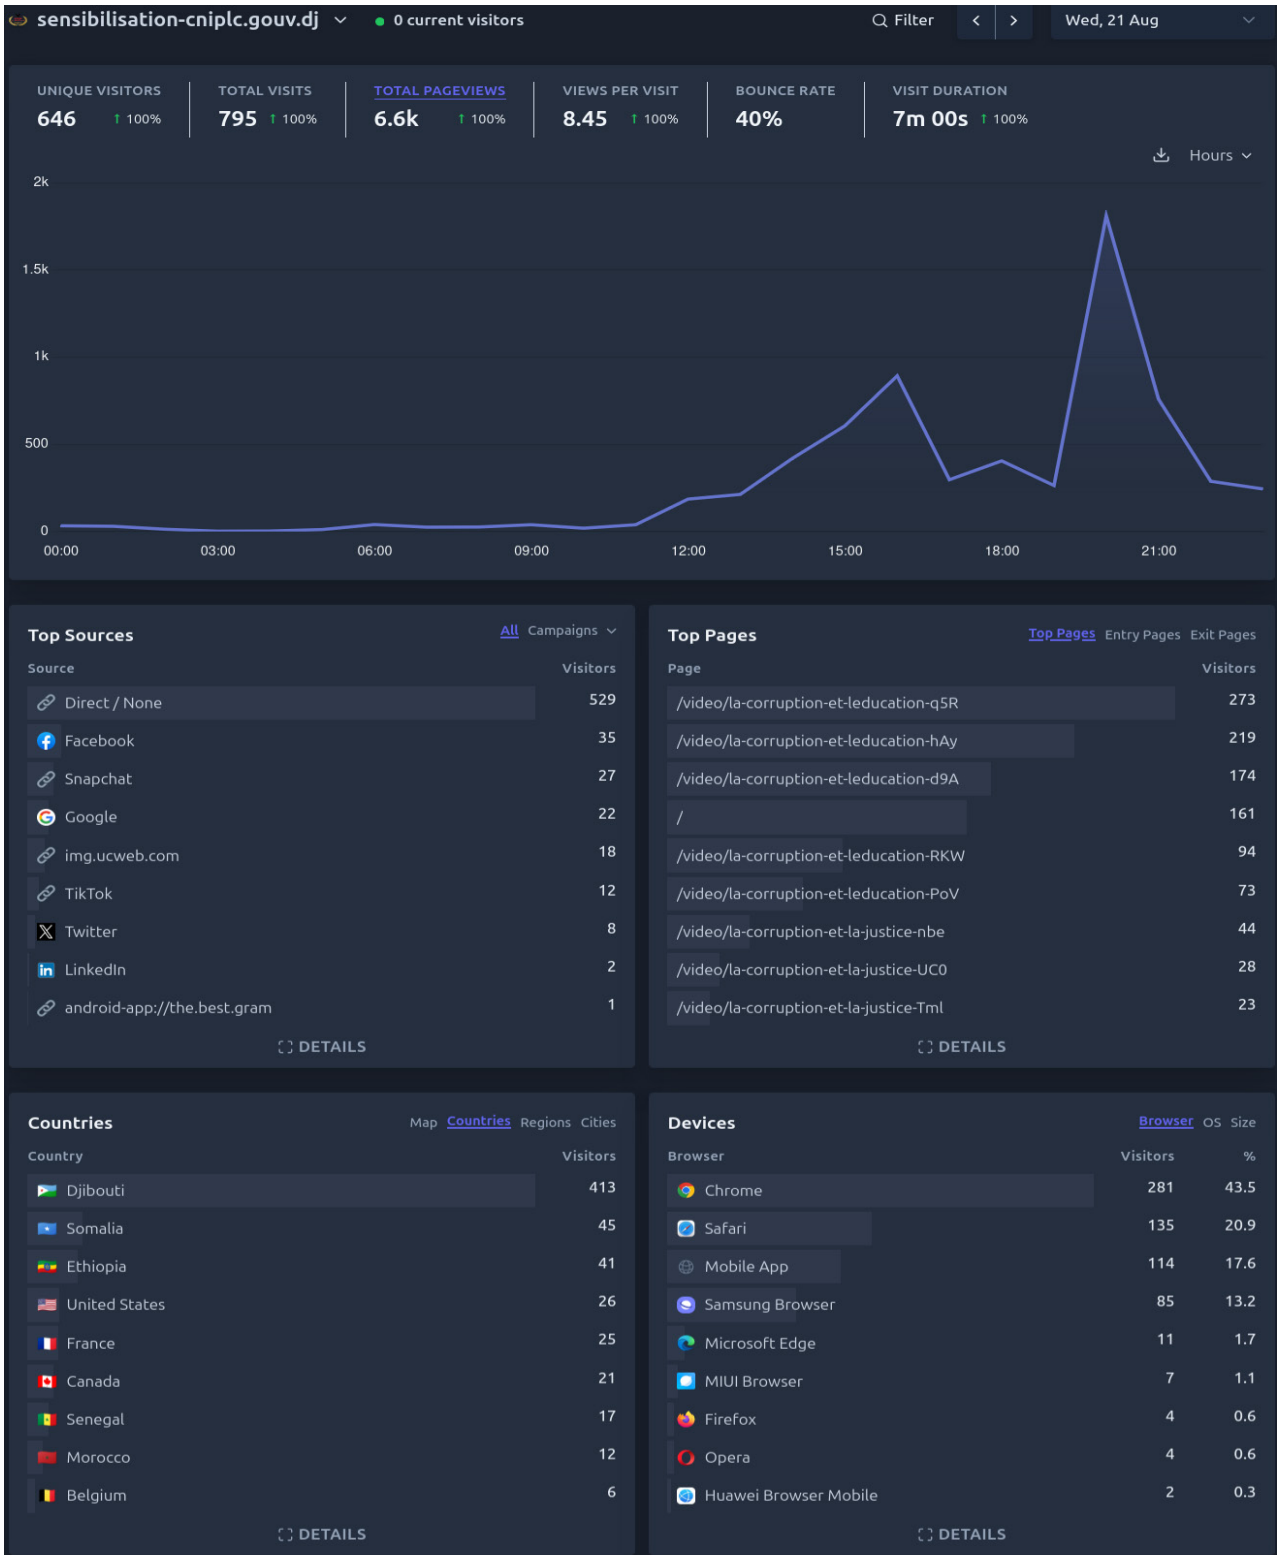 sensibilisation-cniplc.gouv.dj 0 current visitors Filter < > Wed, 21 Aug
UNIQUE VISITORS TOTAL VISITS TOTAL PAGEVIEWS VIEWS PER VISIT BOUNCE RATE VISIT DURATION
646 ↑ 100% 795 ↑ 100% 6.6k ↑ 100% 8.45 ↑ 100% 40% 7m 00s ↑ 100%
Hours
2k
1.5k
1k
500
0
00:00 03:00 06:00 09:00 12:00 15:00 18:00 21:00
Top Sources All Campaigns
Source Visitors
Direct / None 529
Facebook 35
Snapchat 27
Google 22
img.ucweb.com 18
TikTok 12
Twitter 8
LinkedIn 2
android-app://the.best.gram 1
DETAILS
Top Pages Top Pages Entry Pages Exit Pages
Page Visitors
/video/la-corruption-et-leducation-q5R 273
/video/la-corruption-et-leducation-hAy 219
/video/la-corruption-et-leducation-d9A 174
/ 161
/video/la-corruption-et-leducation-RKW 94
/video/la-corruption-et-leducation-PoV 73
/video/la-corruption-et-la-justice-nbe 44
/video/la-corruption-et-la-justice-UC0 28
/video/la-corruption-et-la-justice-Tml 23
DETAILS
Countries Map Countries Regions Cities
Country Visitors
Djibouti 413
Somalia 45
Ethiopia 41
United States 26
France 25
Canada 21
Senegal 17
Morocco 12
Belgium 6
DETAILS
Devices Browser OS Size
Browser Visitors %
Chrome 281 43.5
Safari 135 20.9
Mobile App 114 17.6
Samsung Browser 85 13.2
Microsoft Edge 11 1.7
MIUI Browser 7 1.1
Firefox 4 0.6
Opera 4 0.6
Huawei Browser Mobile 2 0.3
DETAILS